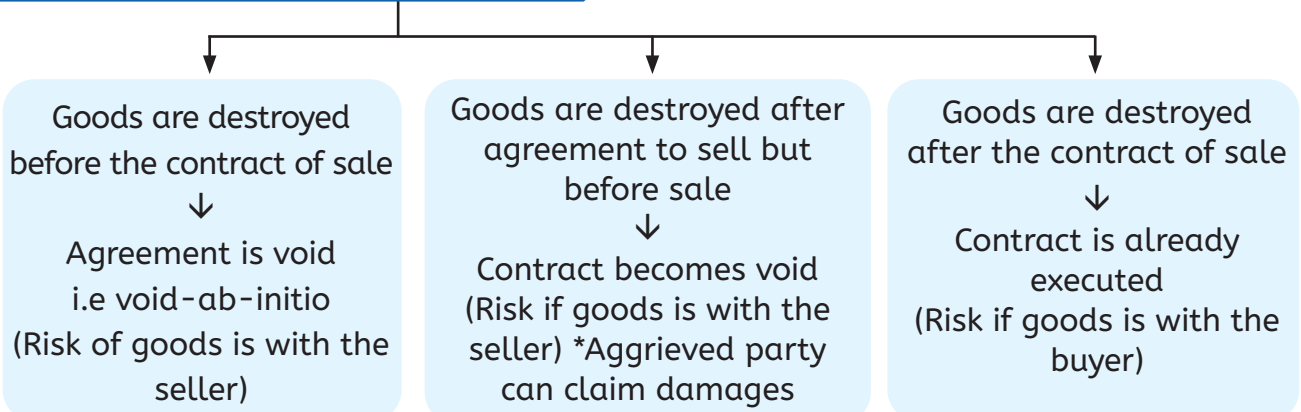 Goods are destroyed
before the contract of sale
↓
Agreement is void
i.e void-ab-initio
(Risk of goods is with the
seller)
Goods are destroyed after
agreement to sell but
before sale
↓
Contract becomes void
(Risk if goods is with the
seller) *Aggrieved party
can claim damages
Goods are destroyed
after the contract of sale
↓
Contract is already
executed
(Risk if goods is with the
buyer)